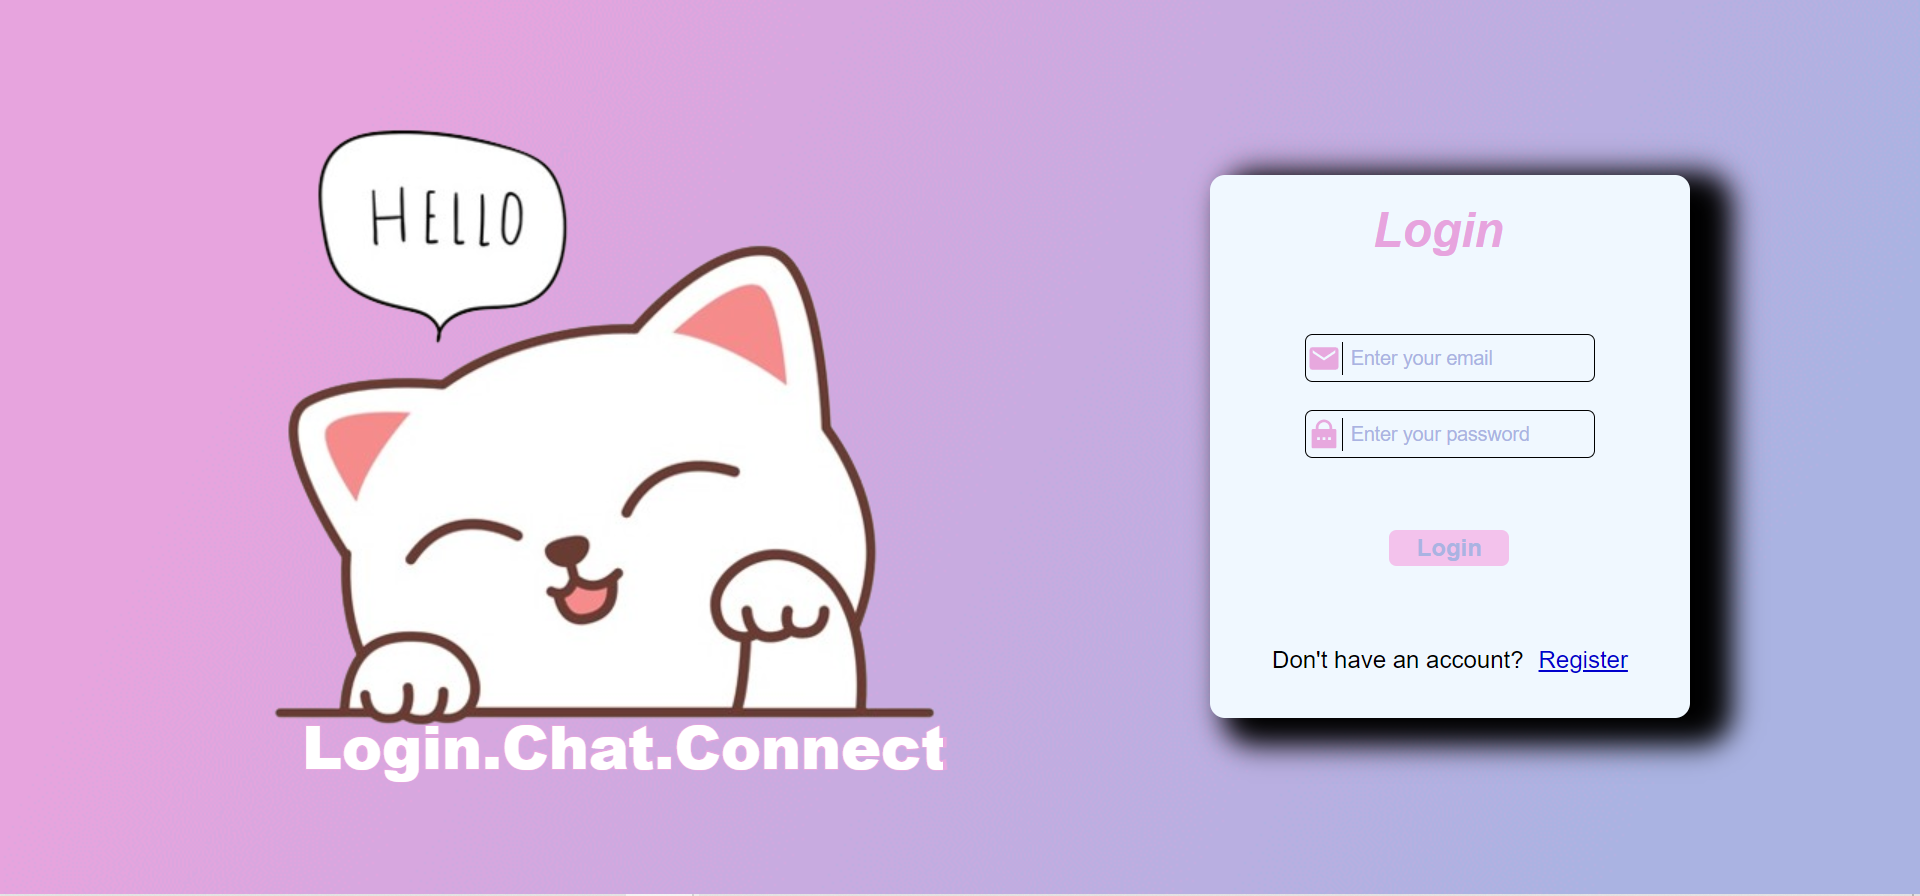 HELLO
Login.Chat.Connect
Login
Enter your email
Enter your password
Login
Don't have an account? Register